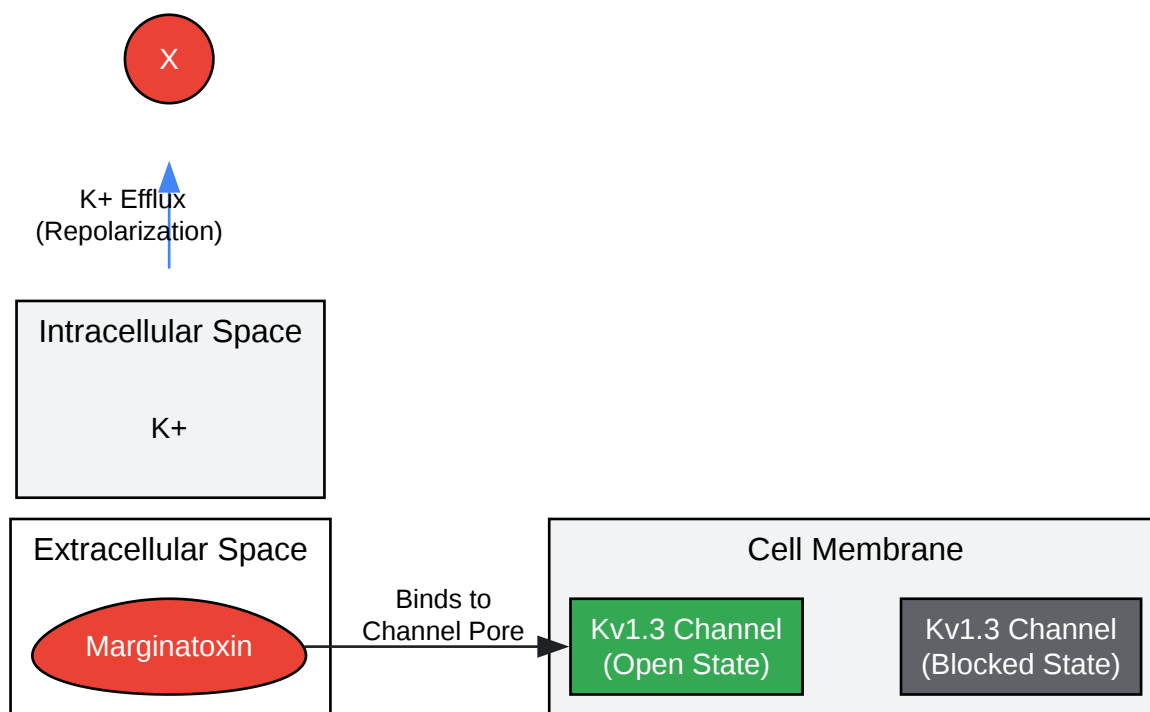 X
K+ Efflux
(Repolarization)
Intracellular Space
K+
Extracellular Space
Marginatoxin
Binds to
Channel Pore
Cell Membrane
Kv1.3 Channel
(Open State)
Kv1.3 Channel
(Blocked State)